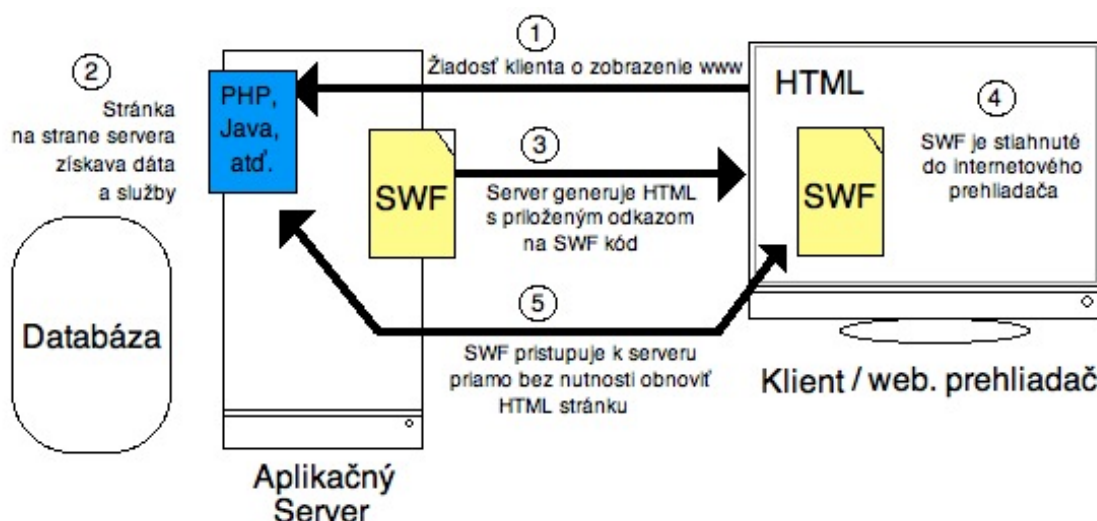 1
Žiadosť klienta o zobrazenie www
2
Stránka
na strane servera
získava dáta
a služby
PHP,
Java,
atď.
SWF
3
Server generuje HTML
s priloženým odkazom
na SWF kód
HTML
SWF
4
SWF je stiahnuté
do internetového
prehliadača
5
SWF pristupuje k serveru
priamo bez nutnosti obnoviť
HTML stránku
Databáza
Aplikačný
Server
Klient / web. prehliadač